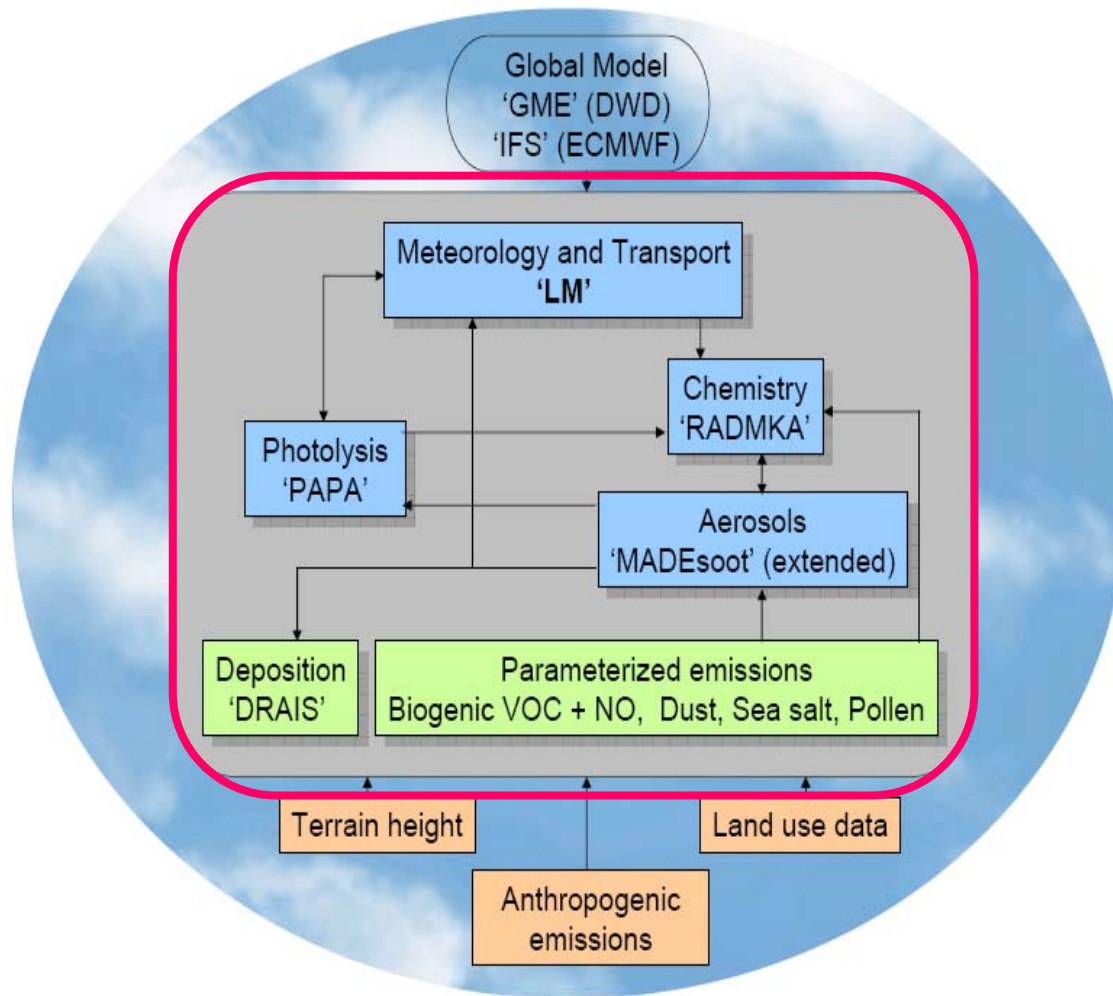 Global Model
‘GME’ (DWD)
‘IFS’ (ECMWF)
Meteorology and Transport
‘LM’
Chemistry
‘RADMKA’
Photolysis
‘PAPA’
Aerosols
‘MADEsoot’ (extended)
Deposition
‘DRAIS’
Parameterized emissions
Biogenic VOC + NO, Dust, Sea salt, Pollen
Terrain height
Land use data
Anthropogenic
emissions